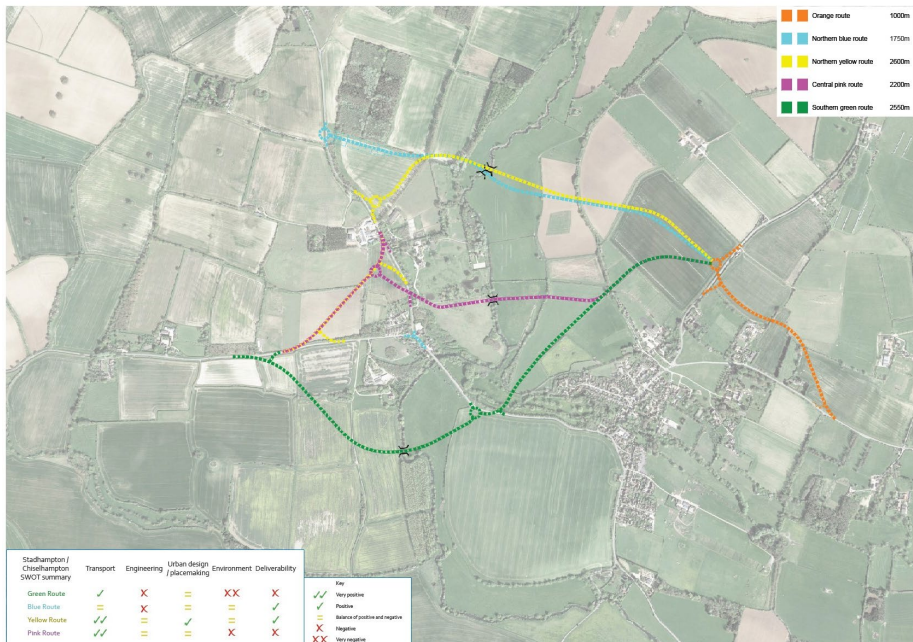 Orange route 1000m
Northern blue route 1750m
Northern yellow route 2600m
Central pink route 2200m
Southern green route 2550m
Stadhampton /
Chiselhampton
SWOT summary
Transport
Engineering
Urban design
/ placemaking
Environment
Deliverability
Green Route ✓ X = XX X
Blue Route = X = = ✓
Yellow Route ✓✓ = ✓ = ✓
Pink Route ✓✓ = = X X
Key
✓✓ Very positive
✓ Positive
= Balance of positive and negative
X Negative
XX Very negative